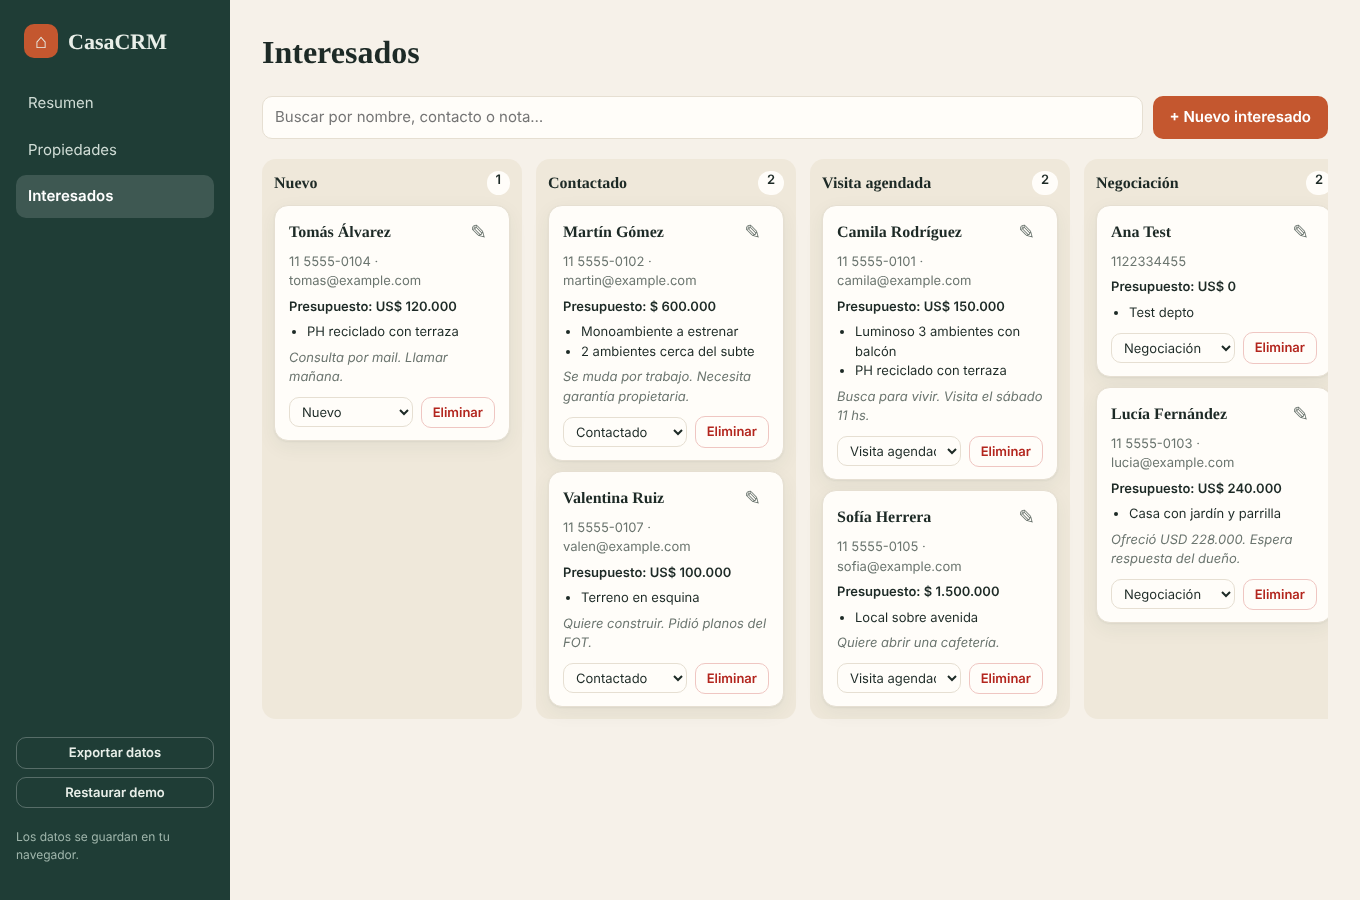 CasaCRM
Resumen
Propiedades
Interesados
Exportar datos
Restaurar demo
Los datos se guardan en tu
navegador.
Interesados
Buscar por nombre, contacto o nota...
+ Nuevo interesado
Nuevo
1
Tomás Álvarez
11 5555-0104 ·
tomas@example.com
Presupuesto: US$ 120.000
• PH reciclado con terraza
Consulta por mail. Llamar
mañana.
Nuevo
Eliminar
Contactado
2
Martín Gómez
11 5555-0102 ·
martin@example.com
Presupuesto: $ 600.000
• Monoambiente a estrenar
• 2 ambientes cerca del subte
Se muda por trabajo. Necesita
garantía propietaria.
Contactado
Eliminar
Valentina Ruiz
11 5555-0107 ·
valen@example.com
Presupuesto: US$ 100.000
• Terreno en esquina
Quiere construir. Pidió planos del
FOT.
Contactado
Eliminar
Visita agendada
2
Camila Rodríguez
11 5555-0101 ·
camila@example.com
Presupuesto: US$ 150.000
• Luminoso 3 ambientes con
balcón
• PH reciclado con terraza
Busca para vivir. Visita el sábado
11 hs.
Visita agendac
Eliminar
Sofía Herrera
11 5555-0105 ·
sofia@example.com
Presupuesto: $ 1.500.000
• Local sobre avenida
Quiere abrir una cafetería.
Visita agendac
Eliminar
Negociación
2
Ana Test
1122334455
Presupuesto: US$ 0
• Test depto
Negociación
Eliminar
Lucía Fernández
11 5555-0103 ·
lucia@example.com
Presupuesto: US$ 240.000
• Casa con jardín y parrilla
Ofreció USD 228.000. Espera
respuesta del dueño.
Negociación
Eliminar